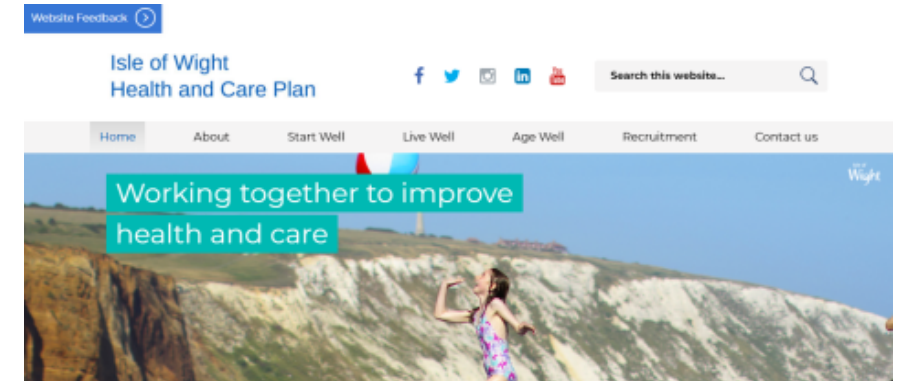 Website Feedback
Isle of Wight
Health and Care Plan
Search this website...
Home About Start Well Live Well Age Well Recruitment Contact us
Working together to improve
health and care
Wight